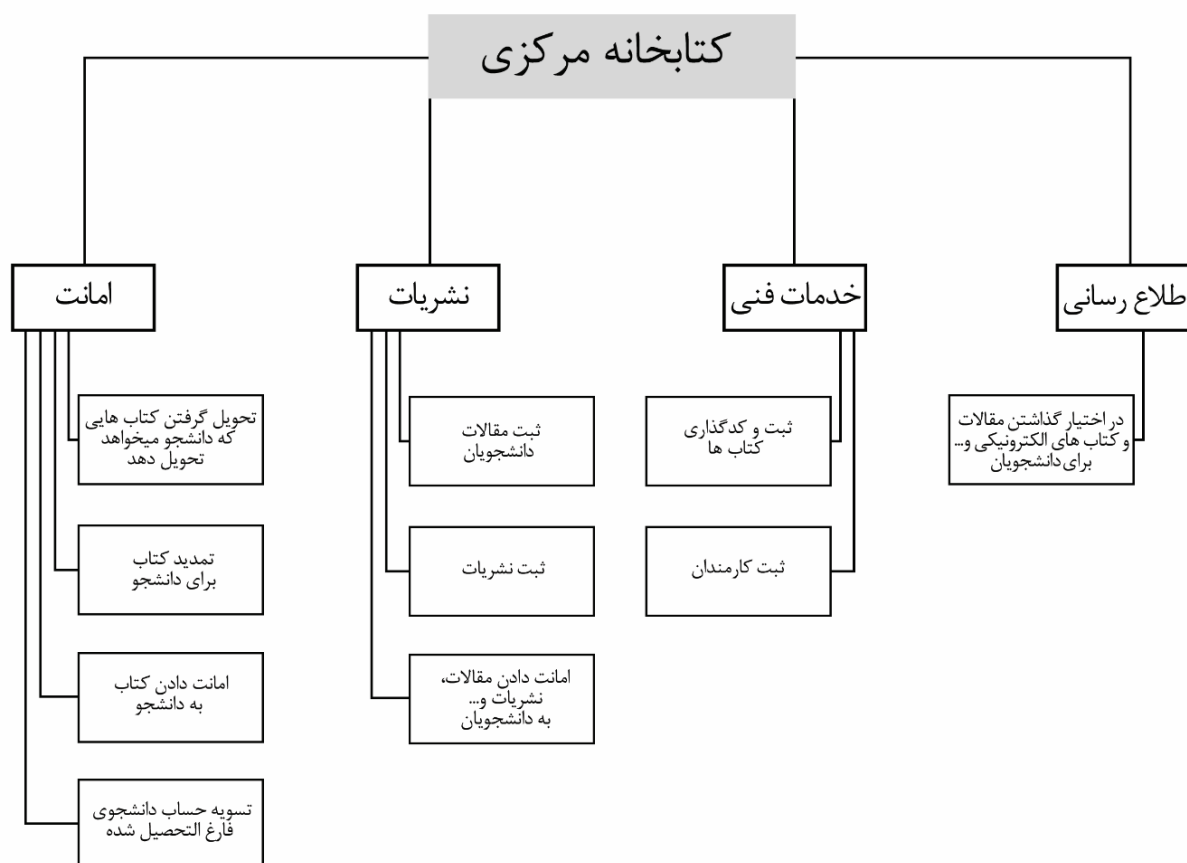 کتابخانه مرکزی
طلاع رسانی
خدمات فنی
نشریات
امانت
در اختیار گذاشتن مقالات
و کتاب های الکترونیکی و...
برای دانشجویان
ثبت و کدگذاری
کتاب ها
ثبت کارمندان
ثبت مقالات
دانشجویان
ثبت نشریات
امانت دادن مقالات،
نشریات و...
به دانشجویان
تحویل گرفتن کتاب هایی
که دانشجو میخواهد
تحویل دهد
تمدید کتاب
برای دانشجو
امانت دادن کتاب
به دانشجو
تسویه حساب دانشجوی
فارغ التحصیل شده